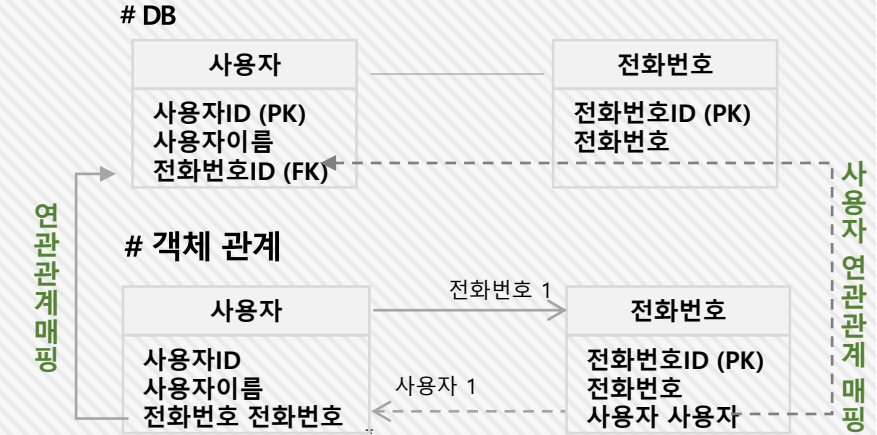 # DB
사용자
전화번호
사용자ID (PK)
사용자이름
전화번호ID (FK)
전화번호ID (PK)
전화번호
연관관계매핑
사용자 연관관계 매핑
# 객체 관계
사용자
전화번호 1
전화번호
사용자ID
사용자이름
전화번호 전화번호
사용자 1
전화번호ID (PK)
전화번호
사용자 사용자